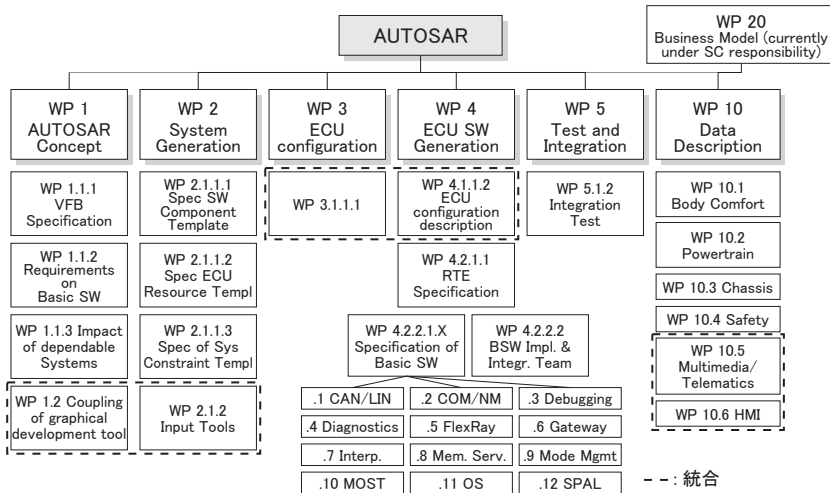 AUTOSAR
WP 20
Business Model (currently
under SC responsibility)
WP 1
AUTOSAR
Concept
WP 2
System
Generation
WP 3
ECU
configuration
WP 4
ECU SW
Generation
WP 5
Test and
Integration
WP 10
Data
Description
WP 1.1.1
VFB
Specification
WP 1.1.2
Requirements
on
Basic SW
WP 1.1.3 Impact
of dependable
Systems
WP 1.2 Coupling
of graphical
development tool
WP 2.1.1.1
Spec SW
Component
Template
WP 2.1.1.2
Spec ECU
Resource Templ
WP 2.1.1.3
Spec of Sys
Constraint Templ
WP 2.1.2
Input Tools
WP 3.1.1.1
WP 4.1.1.2
ECU
configuration
description
WP 4.2.1.1
RTE
Specification
WP 4.2.2.1.X
Specification of
Basic SW
WP 4.2.2.2
BSW Impl. &
Integr. Team
.1 CAN/LIN
.2 COM/NM
.3 Debugging
.4 Diagnostics
.5 FlexRay
.6 Gateway
.7 Interp.
.8 Mem. Serv.
.9 Mode Mgmt
.10 MOST
.11 OS
.12 SPAL
WP 5.1.2
Integration
Test
WP 10.1
Body Comfort
WP 10.2
Powertrain
WP 10.3 Chassis
WP 10.4 Safety
WP 10.5
Multimedia/
Telematics
WP 10.6 HMI
- - : 統合